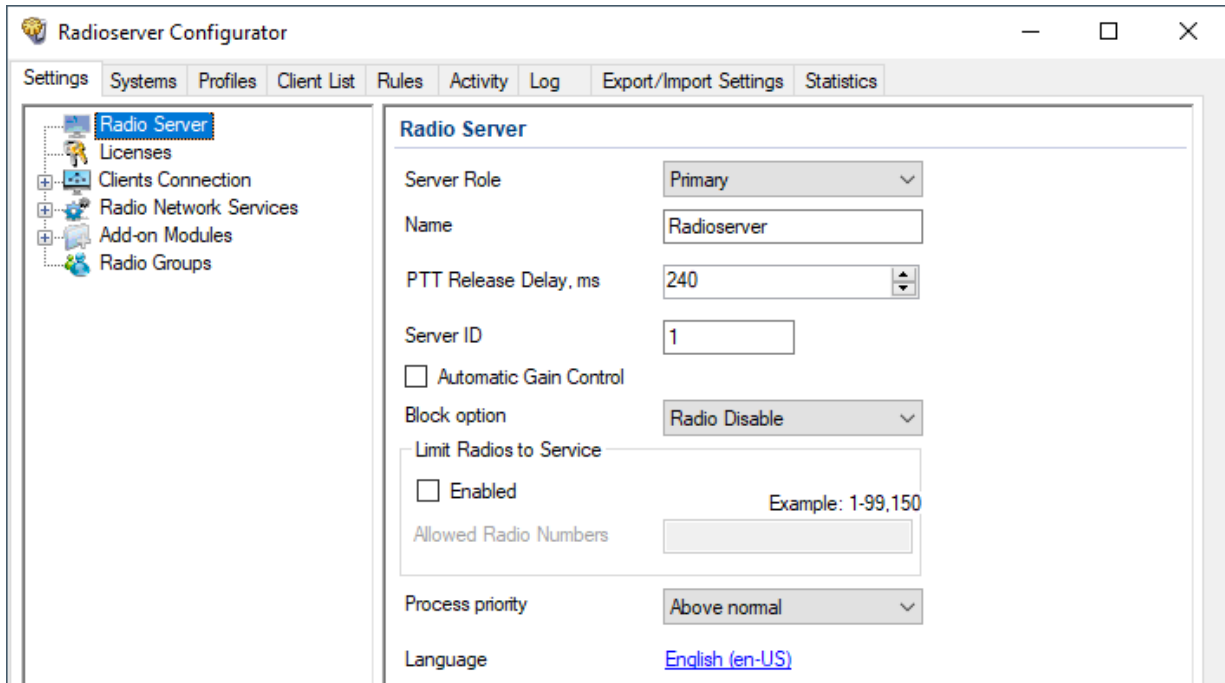 Radioserver Configurator
Settings Systems Profiles Client List Rules Activity Log Export/Import Settings Statistics
Radio Server
Licenses
Clients Connection
Radio Network Services
Add-on Modules
Radio Groups
Radio Server
Server Role Primary
Name Radioserver
PTT Release Delay, ms 240
Server ID 1
Automatic Gain Control
Block option Radio Disable
Limit Radios to Service
Enabled
Example: 1-99,150
Allowed Radio Numbers
Process priority Above normal
Language English (en-US)